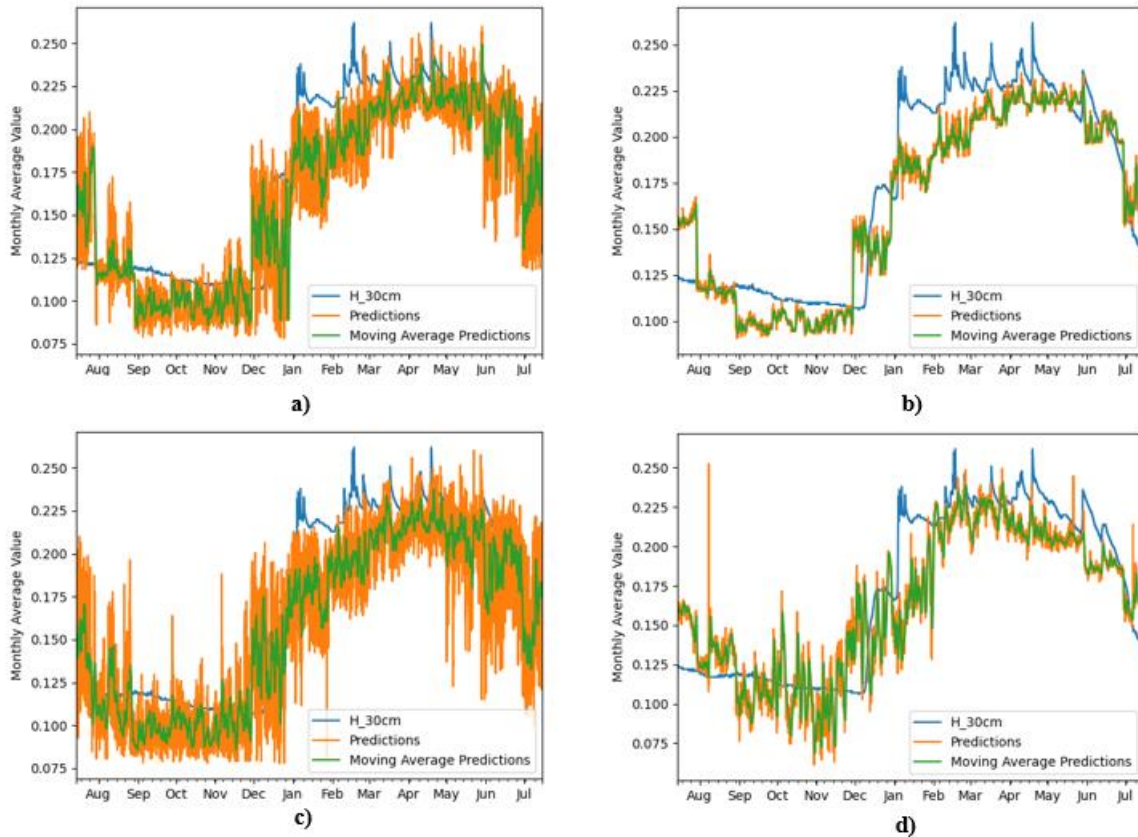 Monthly Average Value
0.250
0.225
0.200
0.175
0.150
0.125
0.100
0.075
H_30cm
Predictions
Moving Average Predictions
Aug Sep Oct Nov Dec Jan Feb Mar Apr May Jun Jul
a)
Monthly Average Value
0.250
0.225
0.200
0.175
0.150
0.125
0.100
H_30cm
Predictions
Moving Average Predictions
Aug Sep Oct Nov Dec Jan Feb Mar Apr May Jun Jul
b)
Monthly Average Value
0.250
0.225
0.200
0.175
0.150
0.125
0.100
0.075
H_30cm
Predictions
Moving Average Predictions
Aug Sep Oct Nov Dec Jan Feb Mar Apr May Jun Jul
c)
Monthly Average Value
0.250
0.225
0.200
0.175
0.150
0.125
0.100
0.075
H_30cm
Predictions
Moving Average Predictions
Aug Sep Oct Nov Dec Jan Feb Mar Apr May Jun Jul
d)